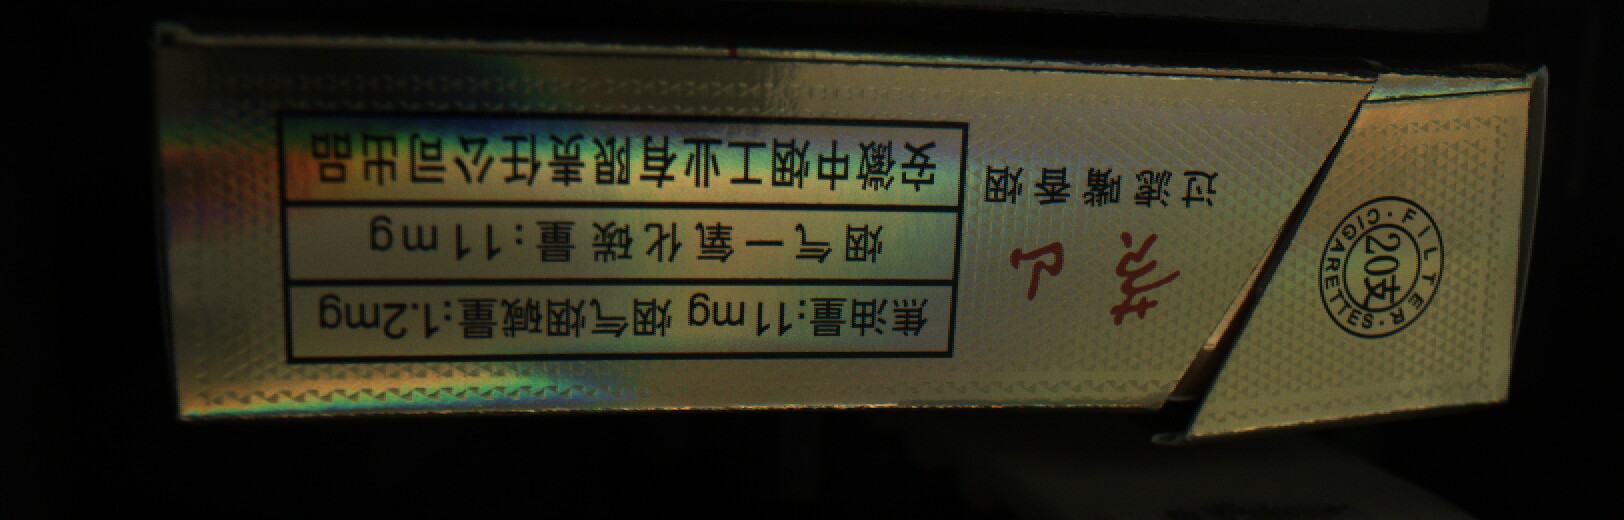 FILTER·CIGARETTES·
20支
黄山
过滤嘴香烟
焦油量:11mg 烟气烟碱量:1.2mg
烟气一氧化碳量:11mg
安徽中烟工业有限责任公司出品